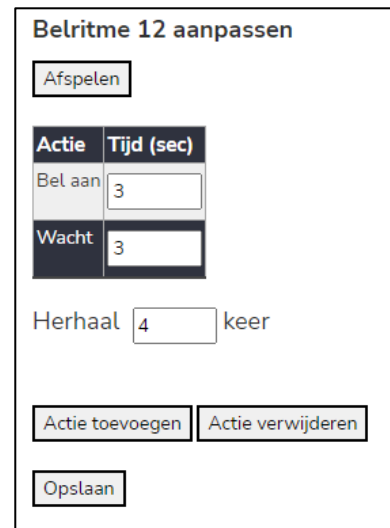 Belritme 12 aanpassen
Afspelen
Actie Tijd (sec)
Bel aan 3
Wacht 3
Herhaal 4 keer
Actie toevoegen Actie verwijderen
Opslaan